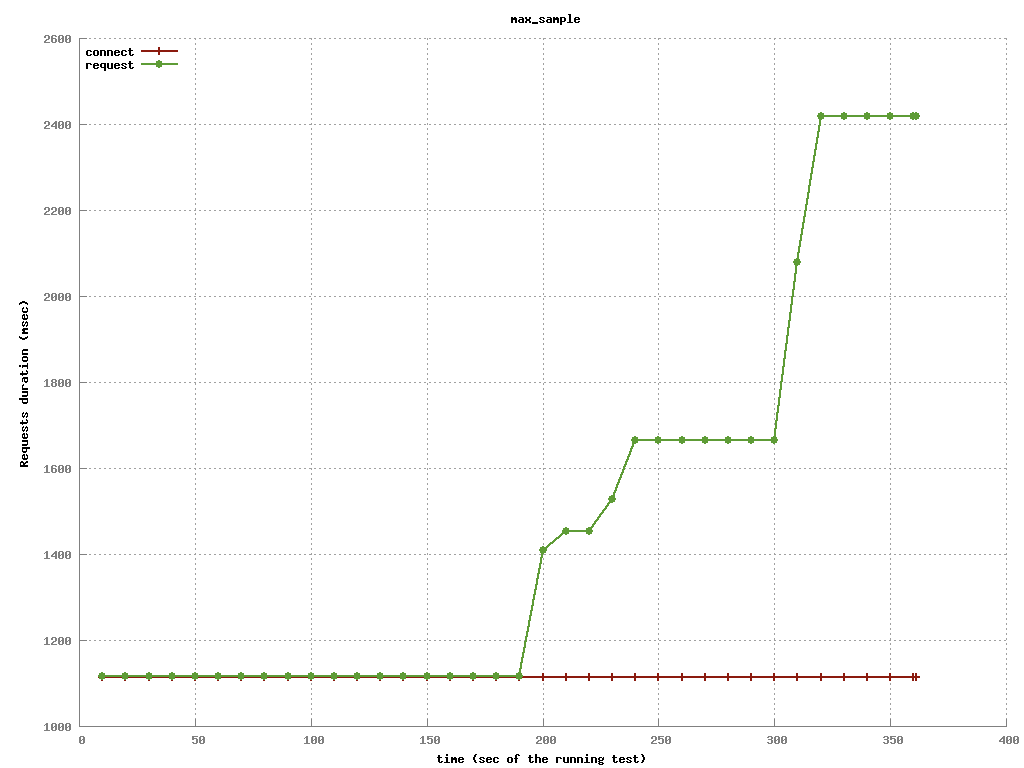 max_sample
2600
connect
request
2400
2200
2000
1800
1600
1400
1200
1000
Requests duration (msec)
0 50 100 150 200 250 300 350 400
time (sec of the running test)